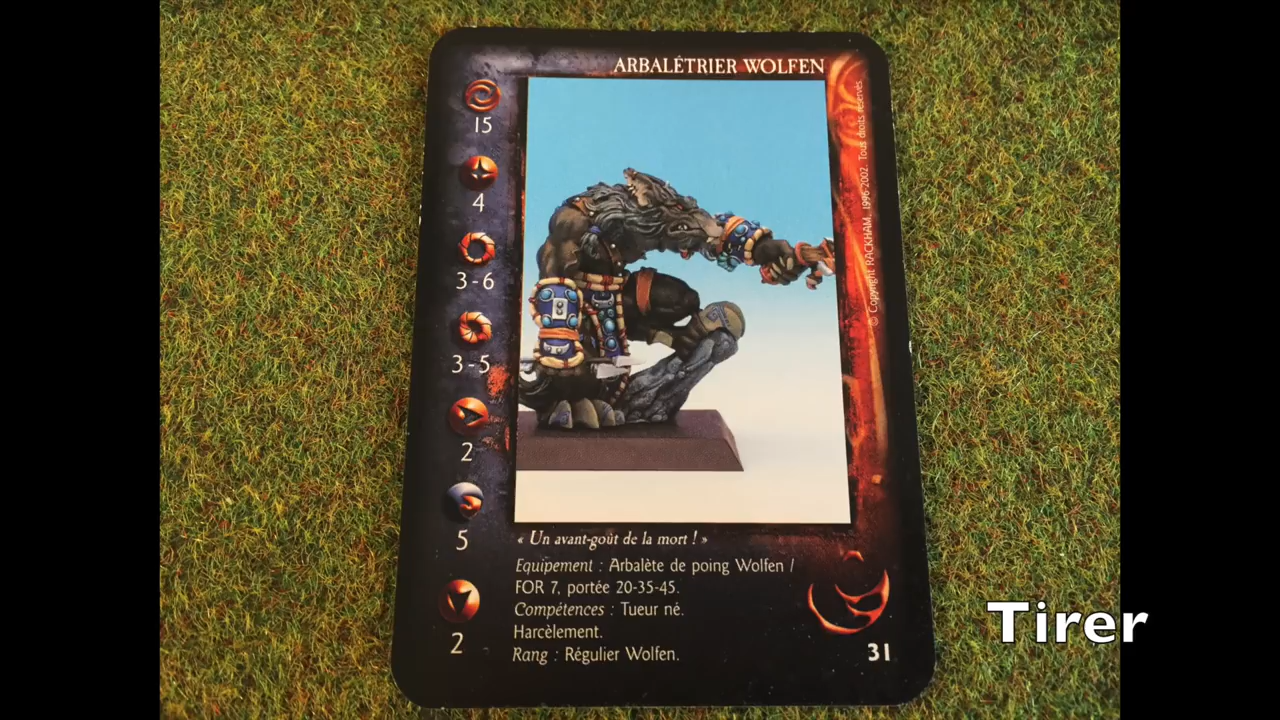 ARBALÉTRIER WOLFEN
15
4
3-6
3-5
2
5
2
© Copyright RACKHAM, 1996-2002. Tous droits réservés.
« Un avant-goût de la mort ! »
Equipement : Arbalète de poing Wolfen /
FOR 7, portée 20-35-45.
Compétences : Tueur né.
Harcèlement.
Rang : Régulier Wolfen.
31
Tirer